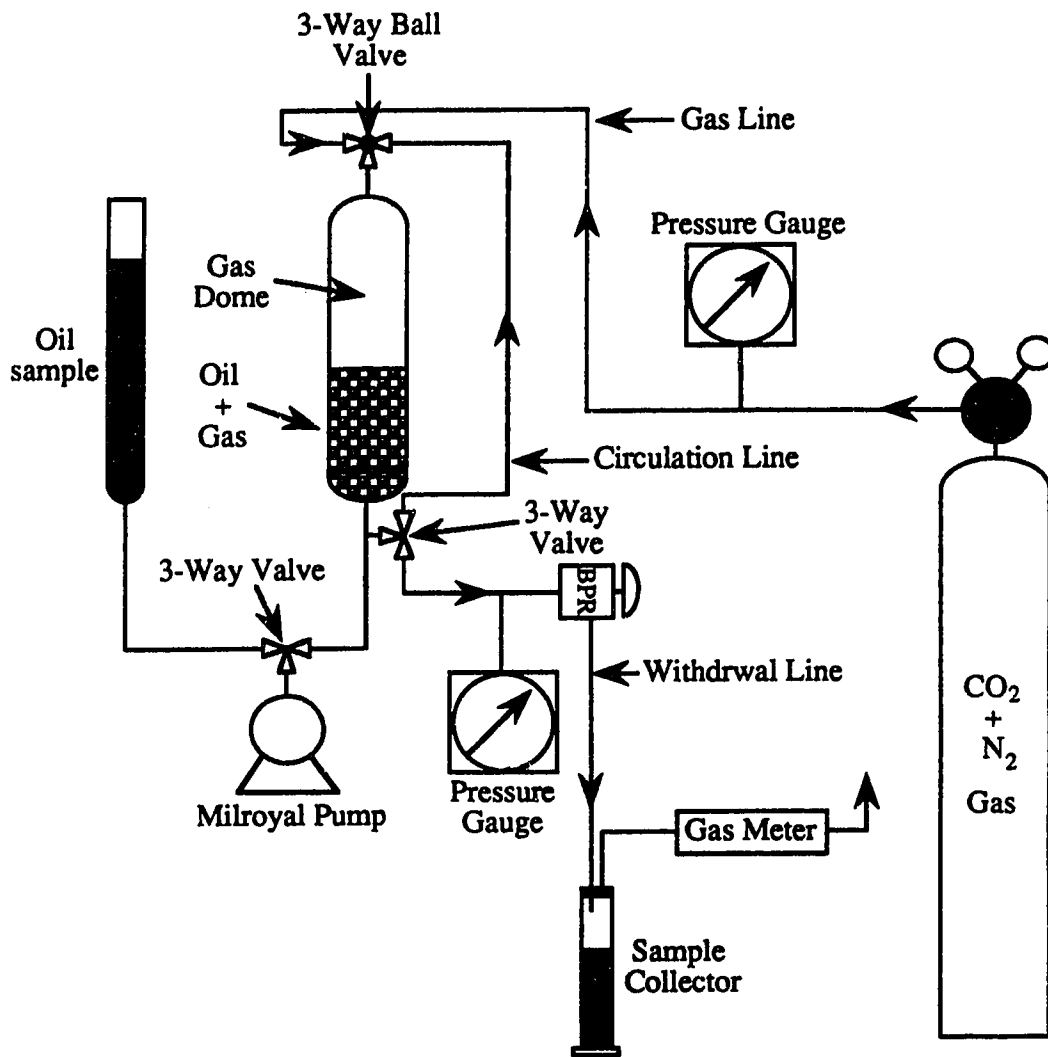 3-Way Ball
Valve
Gas Line
Pressure Gauge
Gas
Dome
Oil
sample
Oil
+
Gas
Circulation Line
3-Way
Valve
3-Way Valve
BPR
Withdrwal Line
CO₂
+
N₂
Gas
Milroyal Pump
Pressure
Gauge
Gas Meter
Sample
Collector